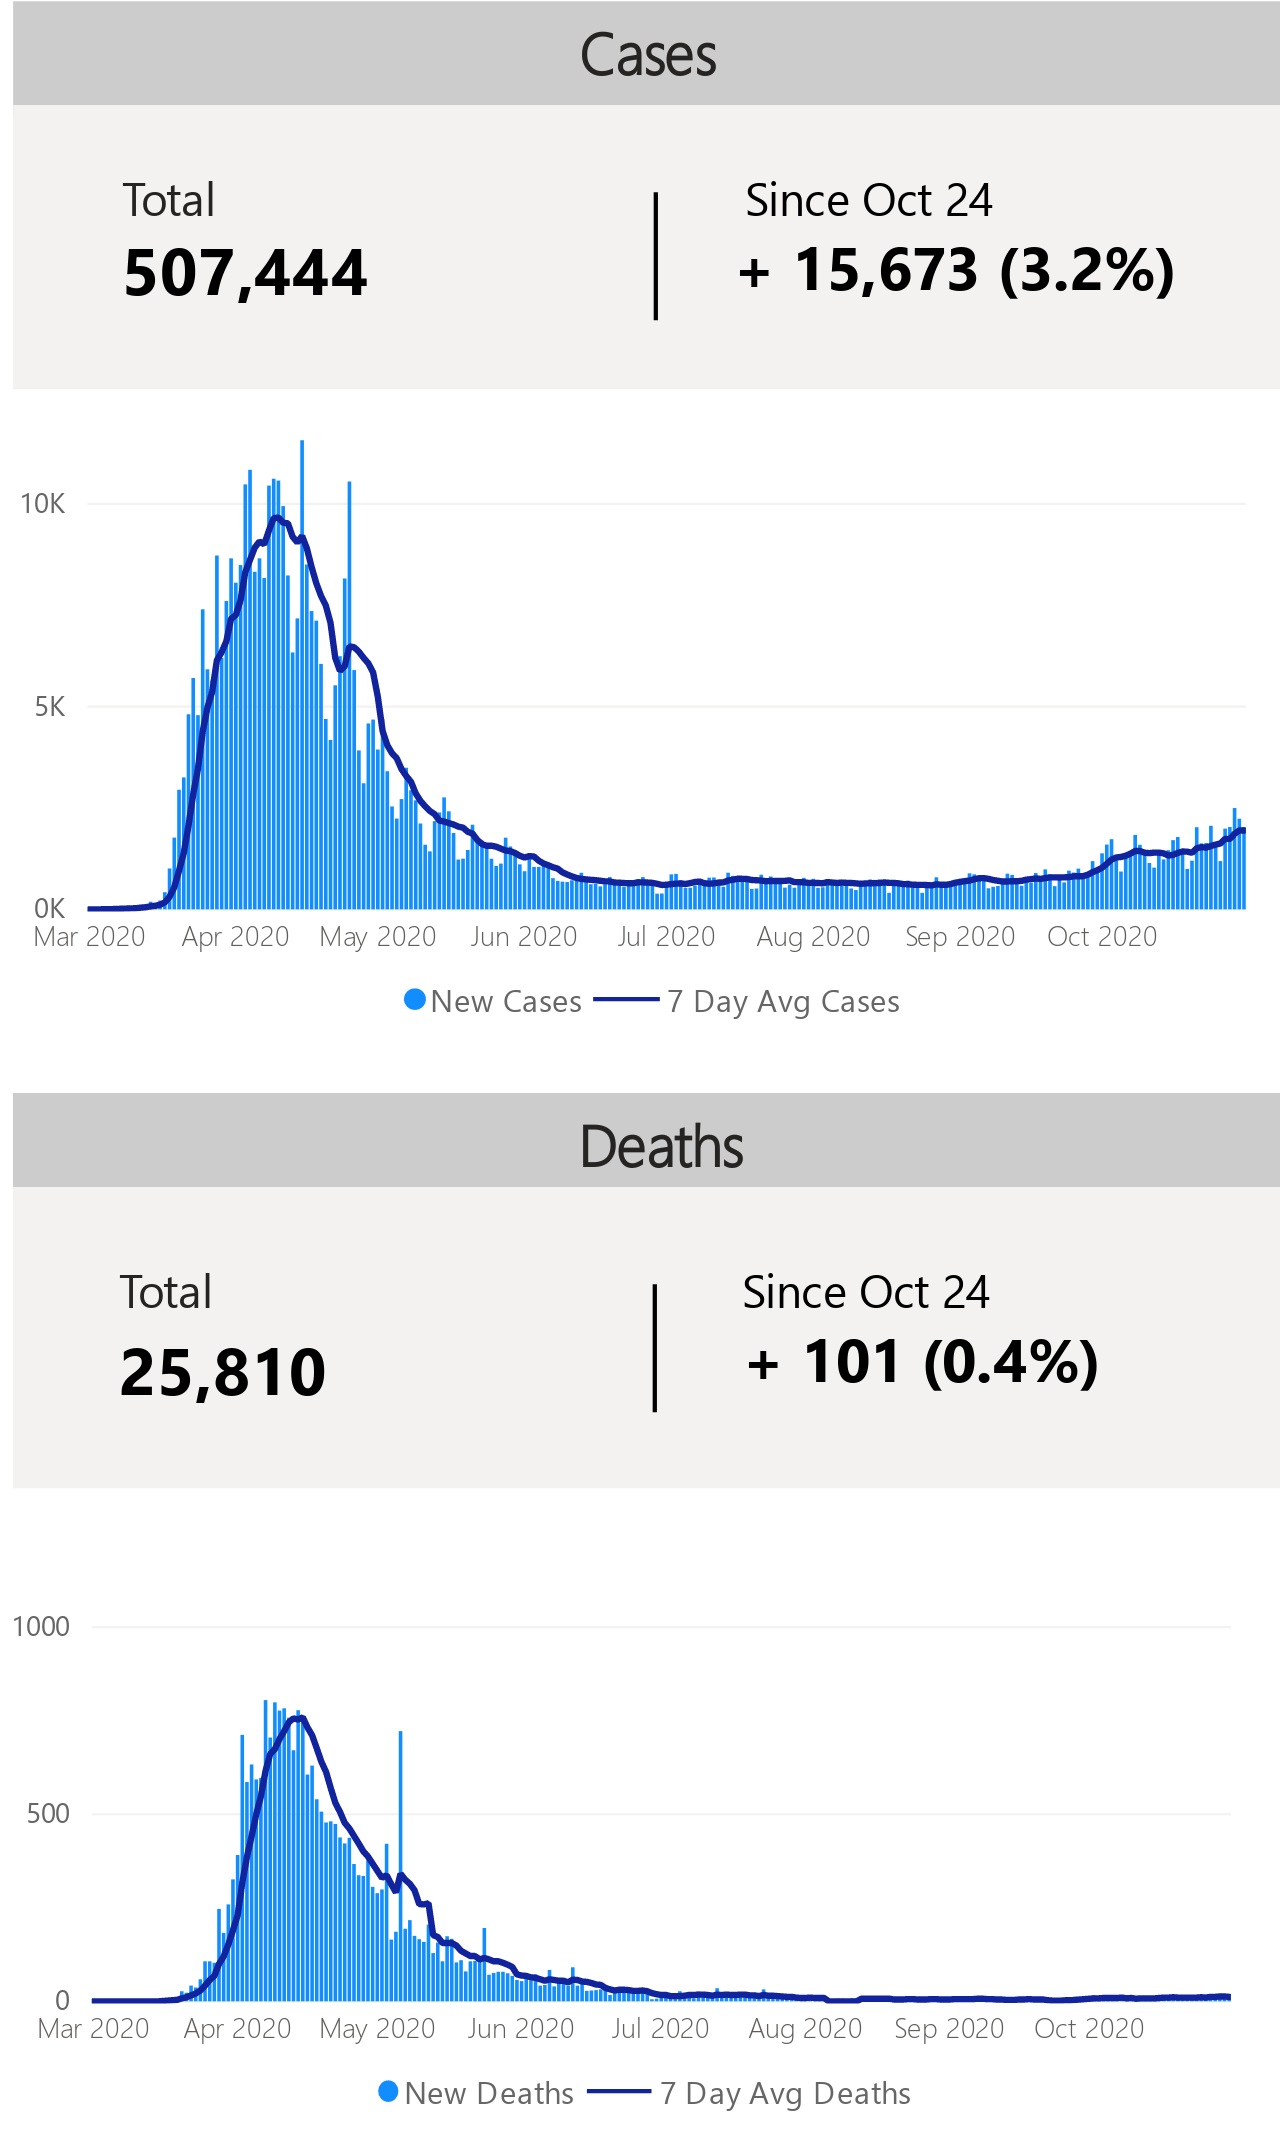 Cases
Total
Since Oct 24
507,444
+ 15,673 (3.2%)
10K
5K
0K
Mar 2020 Apr 2020 May 2020 Jun 2020 Jul 2020 Aug 2020 Sep 2020 Oct 2020
New Cases 7 Day Avg Cases
Deaths
Total
Since Oct 24
25,810
+ 101 (0.4%)
1000
500
0
Mar 2020 Apr 2020 May 2020 Jun 2020 Jul 2020 Aug 2020 Sep 2020 Oct 2020
New Deaths 7 Day Avg Deaths